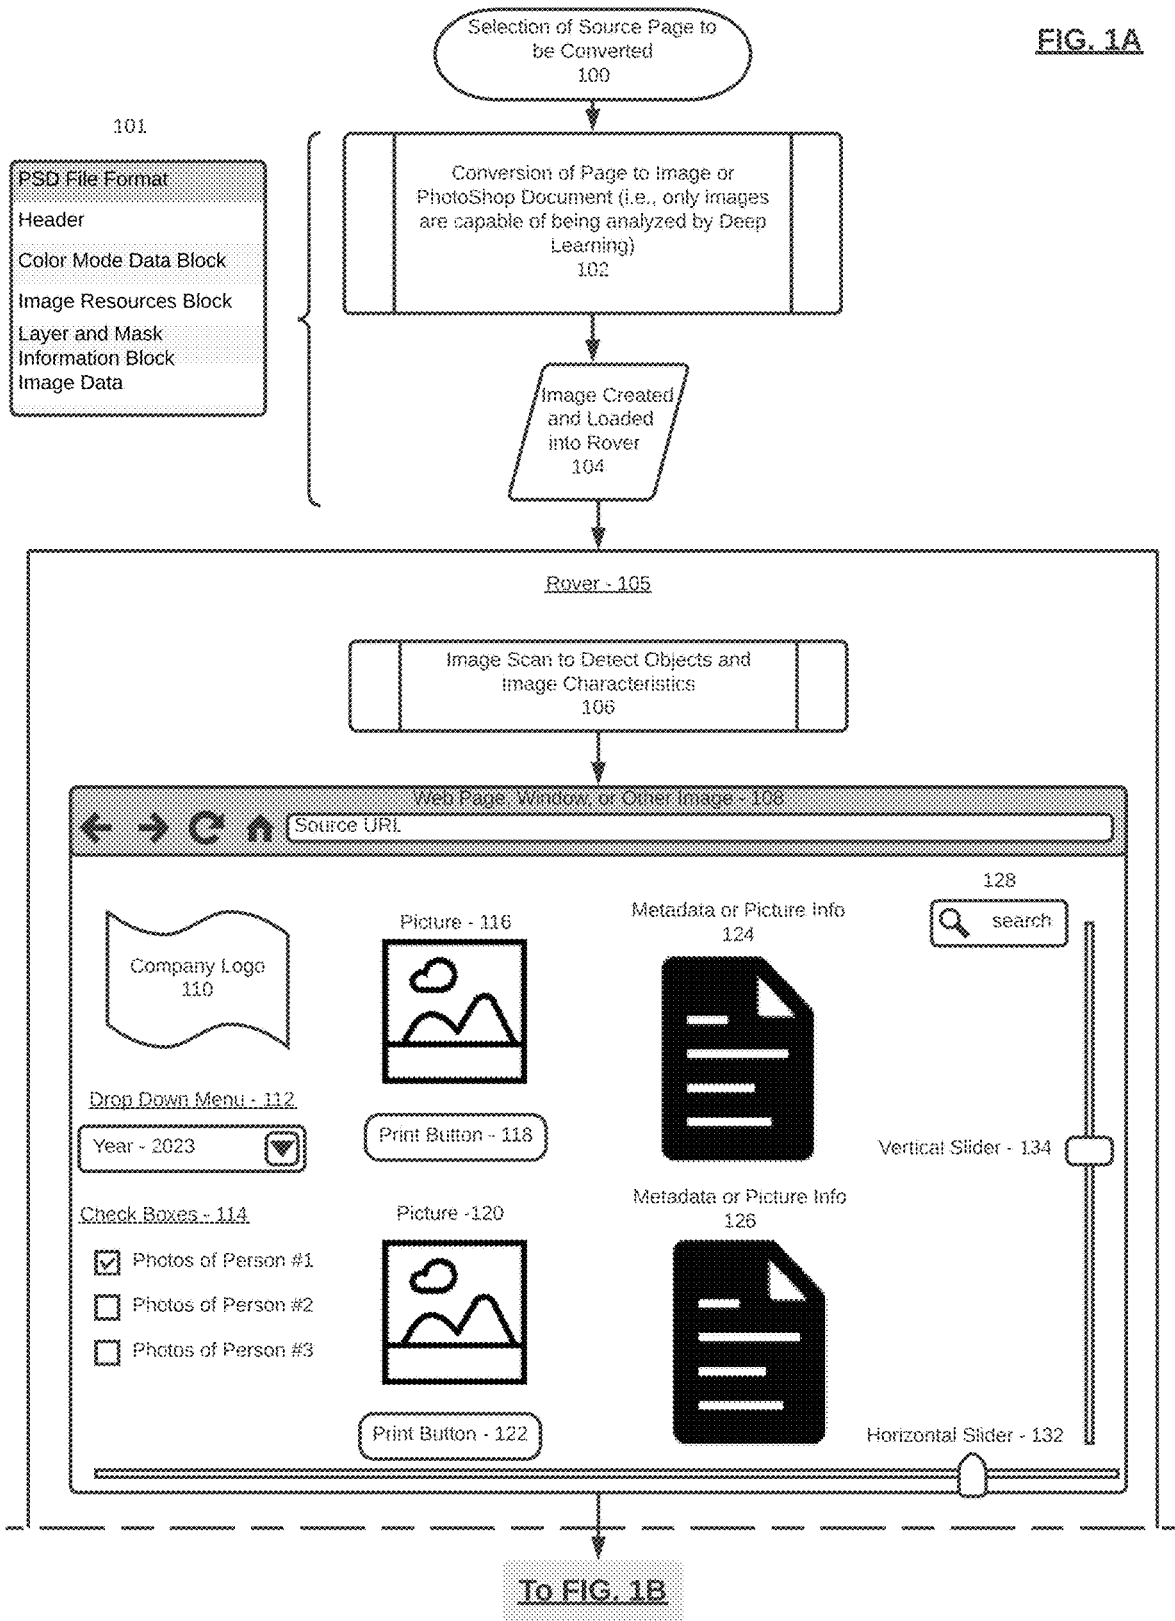 Selection of Source Page to
be Converted
100
FIG. 1A
101
PSD File Format
Header
Color Mode Data Block
Image Resources Block
Layer and Mask
Information Block
Image Data
Conversion of Page to Image or
PhotoShop Document (i.e., only images
are capable of being analyzed by Deep
Learning)
102
Image Created
and Loaded
into Rover
104
Rover - 105
Image Scan to Detect Objects and
Image Characteristics
106
Web Page, Window, or Other Image - 108
Source URL
Company Logo
110
Drop Down Menu - 112
Year - 2023
Check Boxes - 114
Photos of Person #1
Photos of Person #2
Photos of Person #3
Picture - 116
Print Button - 118
Picture -120
Print Button - 122
Metadata or Picture Info
124
Metadata or Picture Info
126
128
search
Vertical Slider - 134
Horizontal Slider - 132
To FIG. 1B